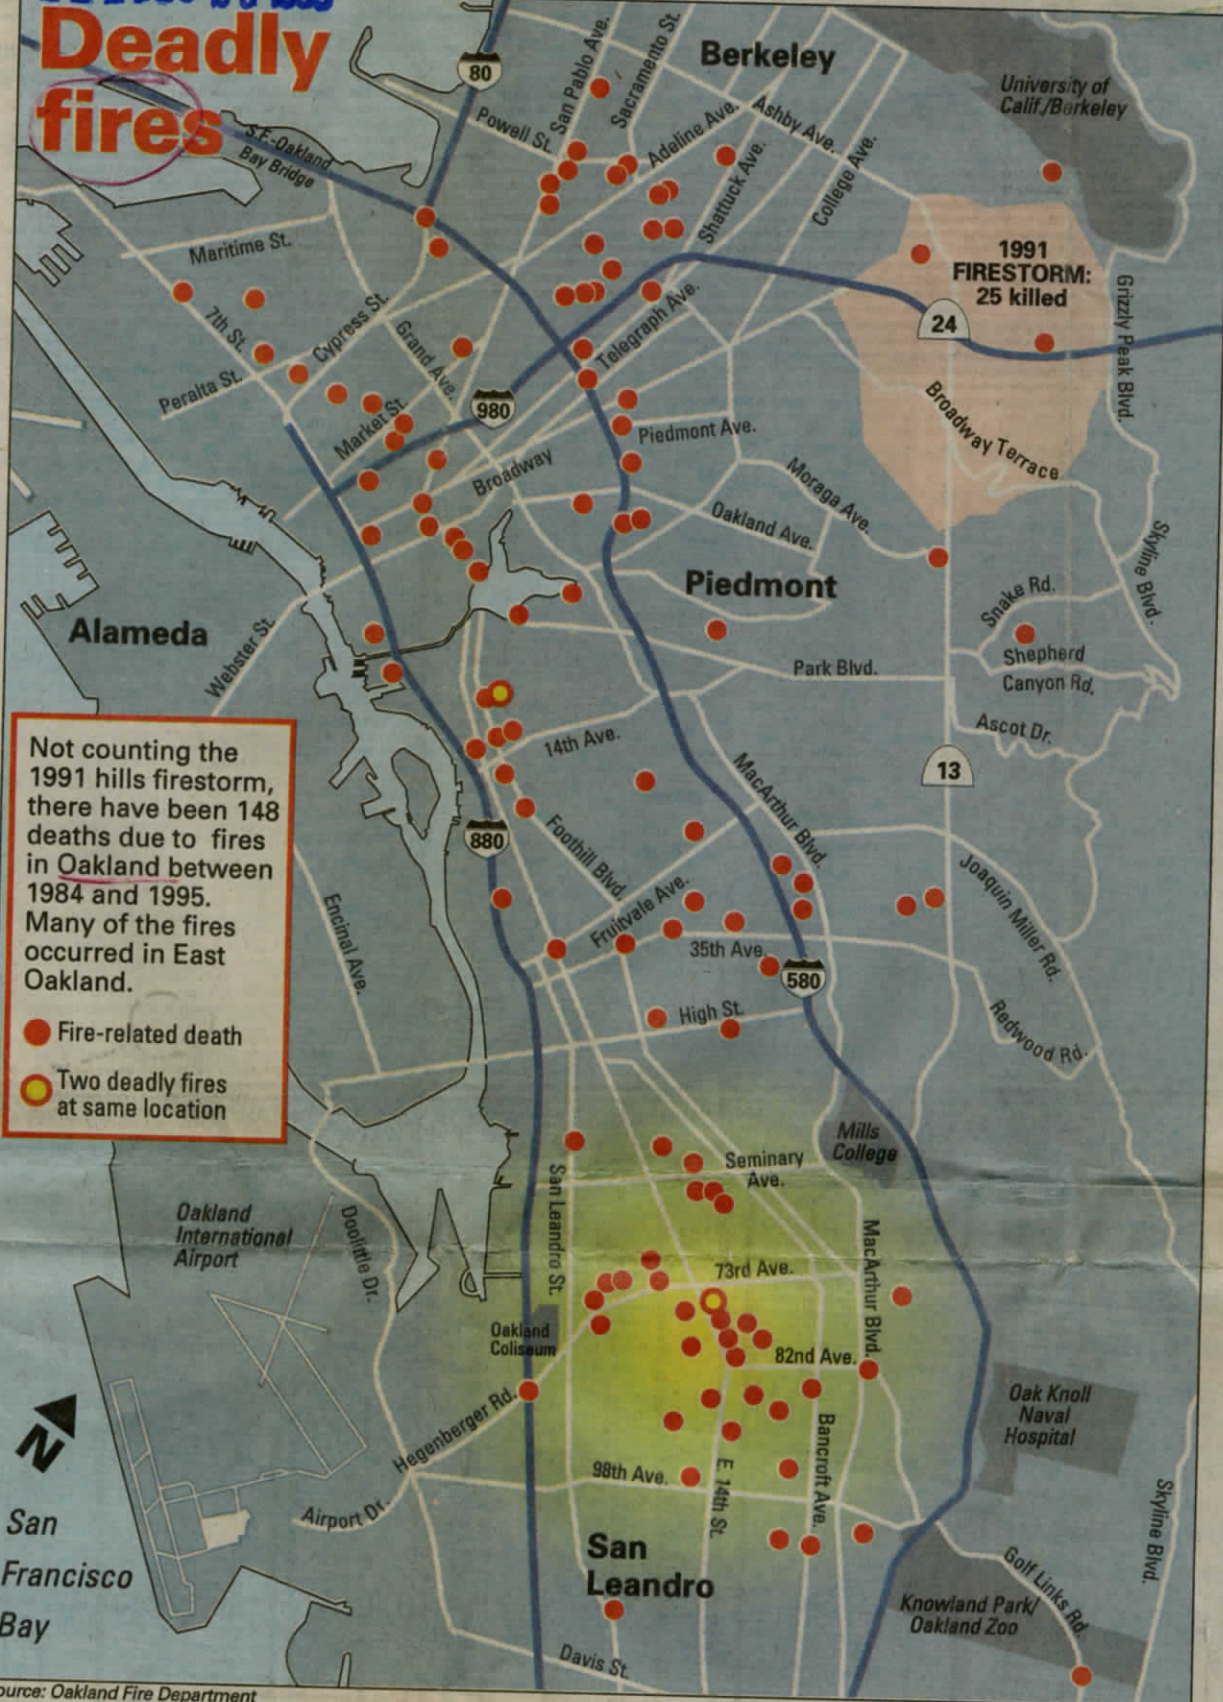 Deadly
fires
Berkeley
University of
Calif./Berkeley
80
San Pablo Ave.
Sacramento St.
Powell St.
Adeline Ave.
Ashby Ave.
Shattuck Ave.
College Ave.
S.F.-Oakland
Bay Bridge
Maritime St.
1991
FIRESTORM:
25 killed
24
Grizzly Peak Blvd.
7th St.
Cypress St.
Grand Ave.
Telegraph Ave.
Peralta St.
Market St.
980
Piedmont Ave.
Broadway Terrace
Broadway
Moraga Ave.
Oakland Ave.
Skyline Blvd.
Piedmont
Snake Rd.
Alameda
Webster St.
Shepherd
Canyon Rd.
Park Blvd.
Ascot Dr.
14th Ave.
13
MacArthur Blvd.
Not counting the
1991 hills firestorm,
there have been 148
deaths due to fires
in Oakland between
1984 and 1995.
Many of the fires
occurred in East
Oakland.
Fire-related death
Two deadly fires
at same location
880
Foothill Blvd.
Joaquin Miller Rd.
Encinal Ave.
Fruitvale Ave.
35th Ave.
580
High St.
Redwood Rd.
Mills
College
Seminary
Ave.
Oakland
International
Airport
Doolittle Dr.
San Leandro St.
73rd Ave.
MacArthur Blvd.
Oakland
Coliseum
82nd Ave.
Oak Knoll
Naval
Hospital
Hegenberger Rd.
Bancroft Ave.
N
98th Ave.
E. 14th St.
Airport Dr.
Skyline Blvd.
San
Francisco
Bay
San
Leandro
Golf Links Rd.
Knowland Park/
Oakland Zoo
Davis St.
ource: Oakland Fire Department